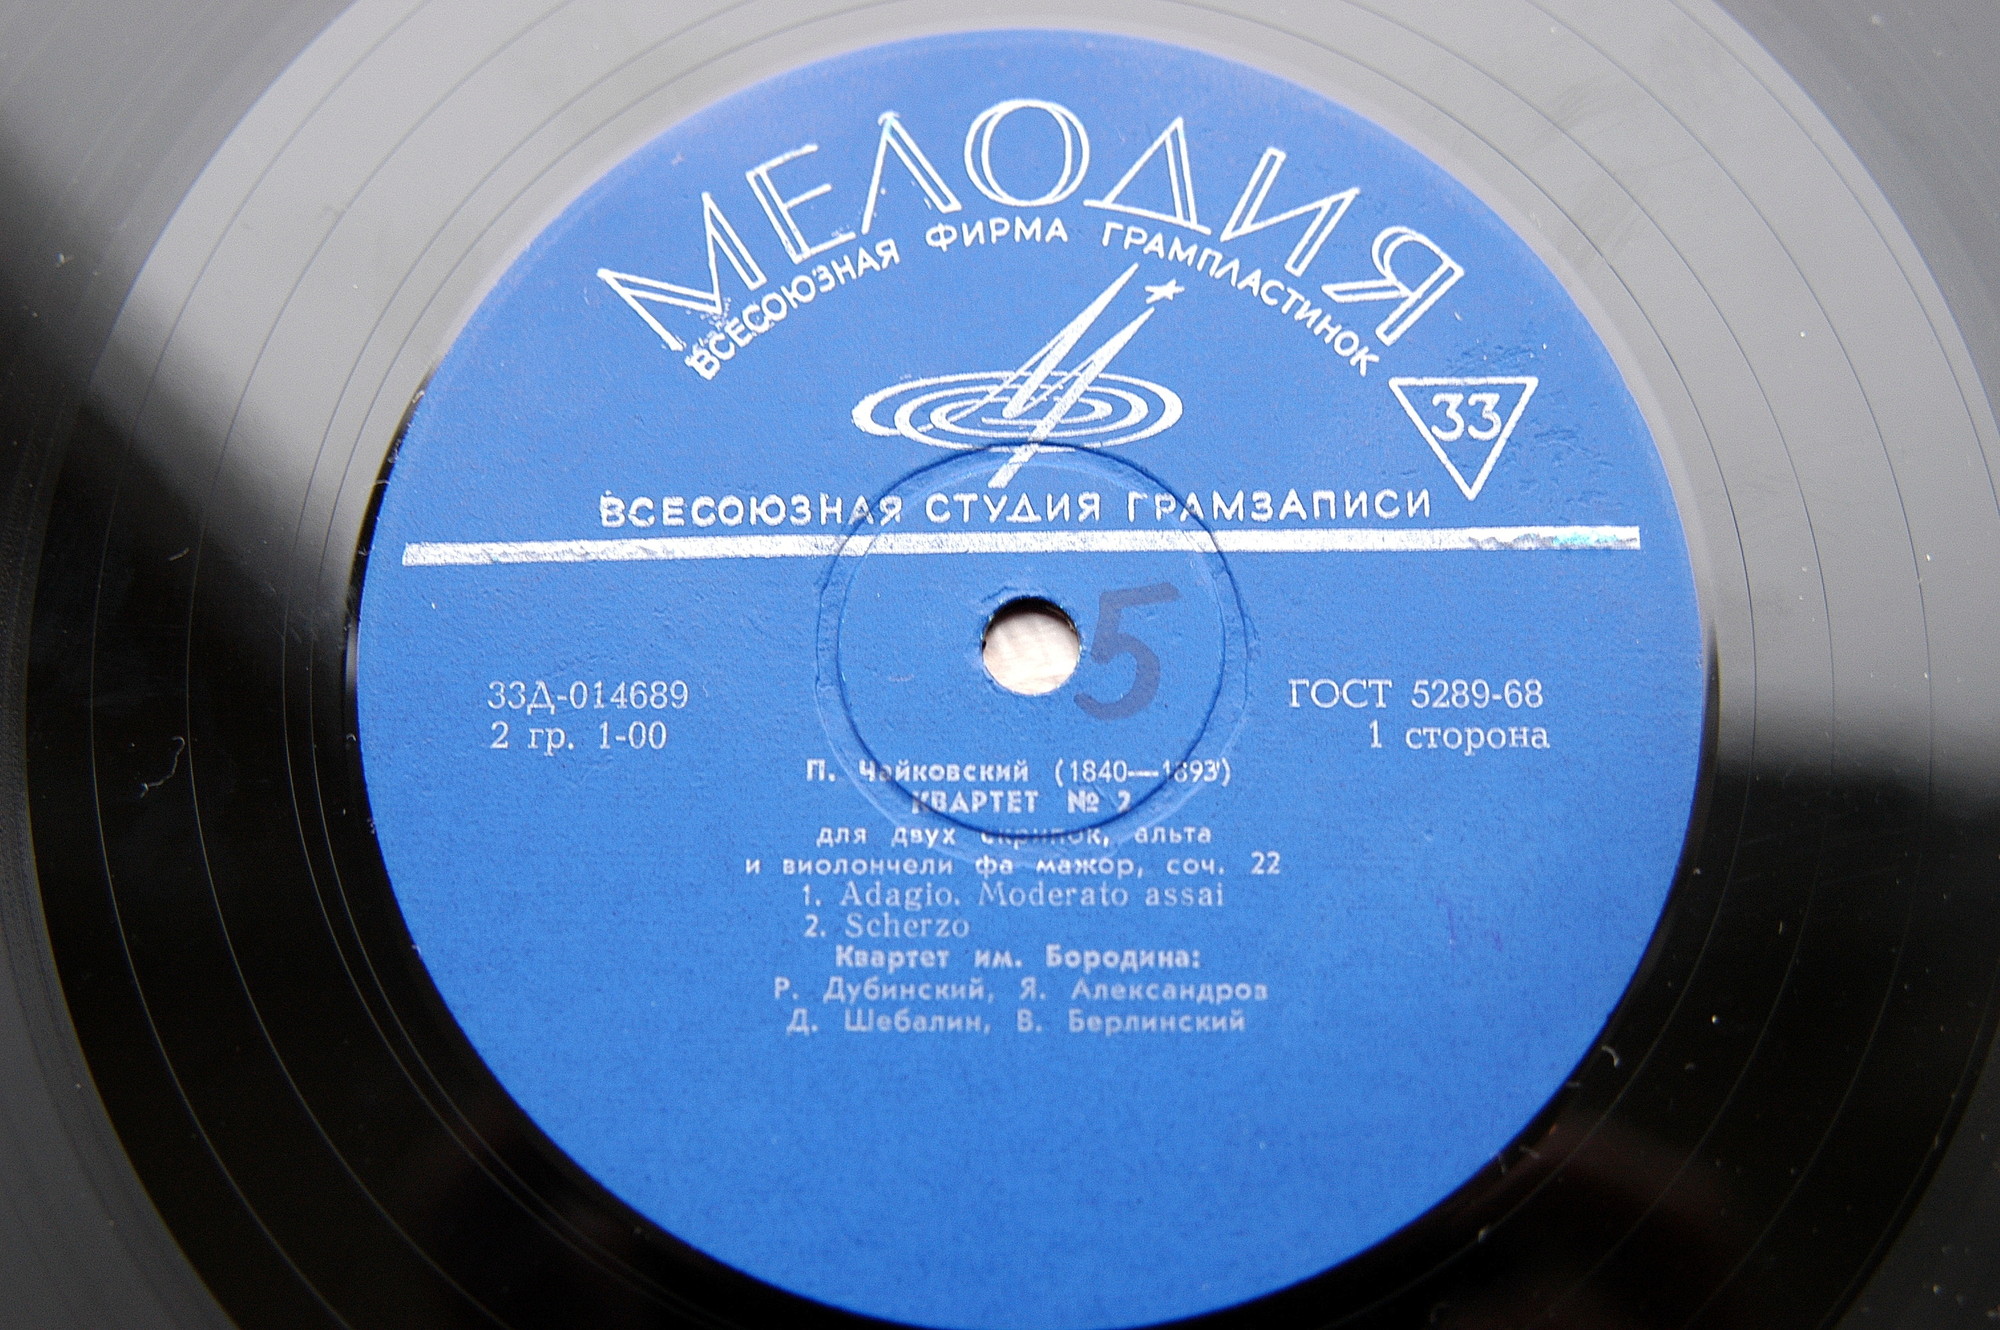 МЕЛОДИЯ
ВСЕСОЮЗНАЯ ФИРМА ГРАМПЛАСТИНОК
33
ВСЕСОЮЗНАЯ СТУДИЯ ГРАМЗАПИСИ
5
33Д-014689 ГОСТ 5289-68
2 гр. 1-00 1 сторона
П. Чайковский (1840—1893)
КВАРТЕТ № 2
для двух скрипок, альта
и виолончели фа мажор, соч. 22
1. Adagio. Moderato assai
2. Scherzo
Квартет им. Бородина:
Р. Дубинский, Я. Александров
Д. Шебалин, В. Берлинский